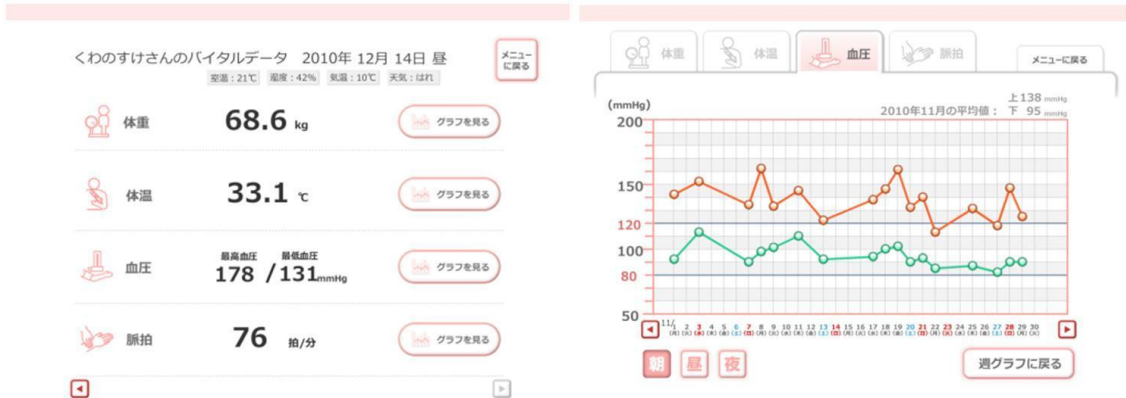 くわのすけさんのバイタルデータ 2010年 12月 14日 昼
メニュー
に戻る
室温：21℃ 湿度：42% 気温：10℃ 天気：はれ
体重 68.6 kg グラフを見る
体温 33.1 ℃ グラフを見る
最高血圧 最低血圧
血圧 178 / 131 mmHg グラフを見る
脈拍 76 拍/分 グラフを見る
体重 体温 血圧 脈拍 メニューに戻る
(mmHg)
上138 mmHg
2010年11月の平均値： 下 95 mmHg
200
150
120
100
80
50
11/
1 2 3 4 5 6 7 8 9 10 11 12 13 14 15 16 17 18 19 20 21 22 23 24 25 26 27 28 29 30
朝 昼 夜 週グラフに戻る